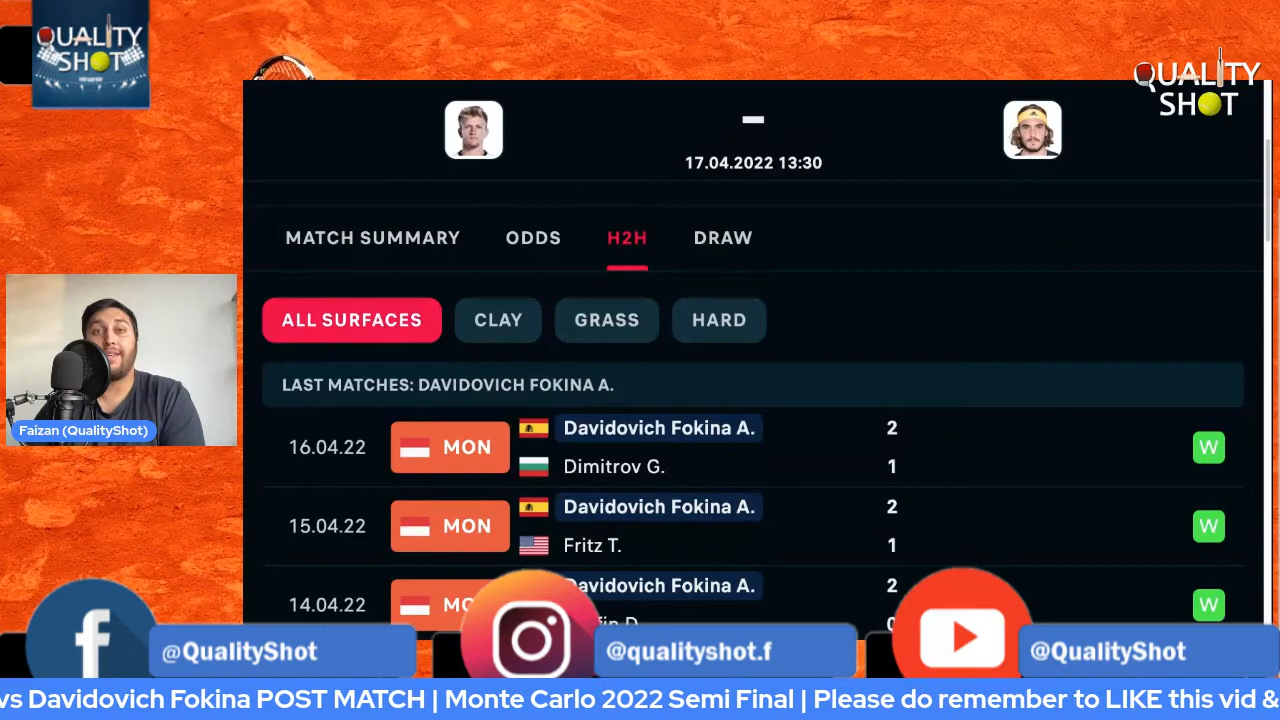 QUALITY
SHOT
QUALITY
SHOT
17.04.2022 13:30
MATCH SUMMARY ODDS H2H DRAW
ALL SURFACES CLAY GRASS HARD
LAST MATCHES: DAVIDOVICH FOKINA A.
16.04.22 MON Davidovich Fokina A. 2 W
Dimitrov G. 1
15.04.22 MON Davidovich Fokina A. 2 W
Fritz T. 1
14.04.22 Davidovich Fokina A. 2 W
D.
Faizan (QualityShot)
@QualityShot
@qualityshot.f
@QualityShot
vs Davidovich Fokina POST MATCH | Monte Carlo 2022 Semi Final | Please do remember to LIKE this vid &